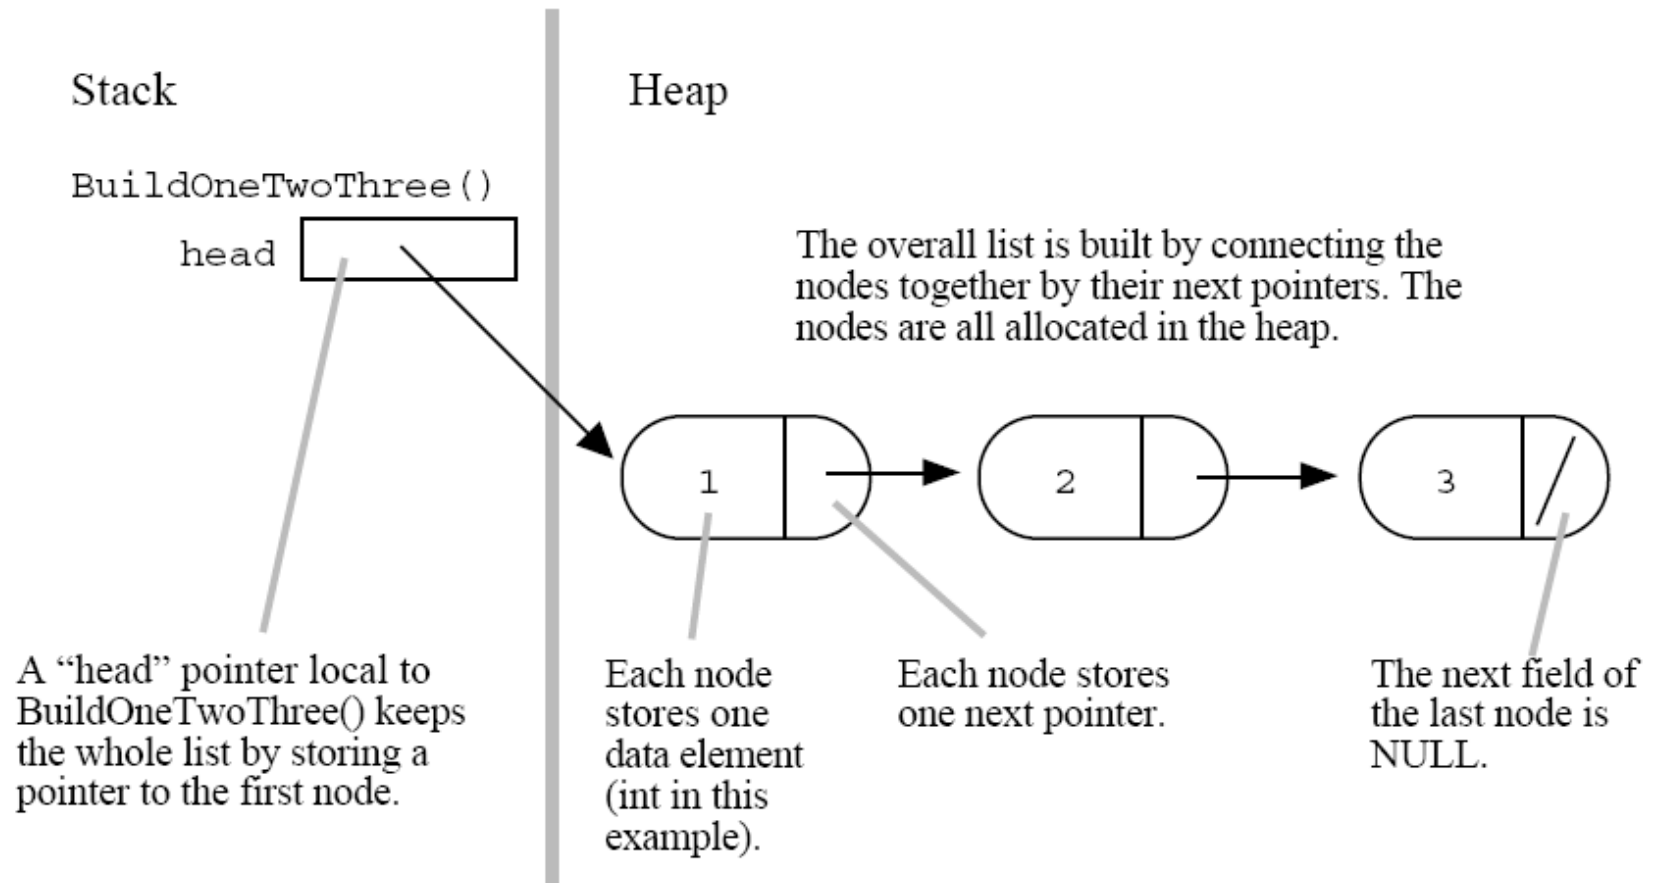 Stack
Heap
BuildOneTwoThree()
head
The overall list is built by connecting the
nodes together by their next pointers. The
nodes are all allocated in the heap.
1
2
3
A “head” pointer local to
BuildOneTwoThree() keeps
the whole list by storing a
pointer to the first node.
Each node
stores one
data element
(int in this
example).
Each node stores
one next pointer.
The next field of
the last node is
NULL.